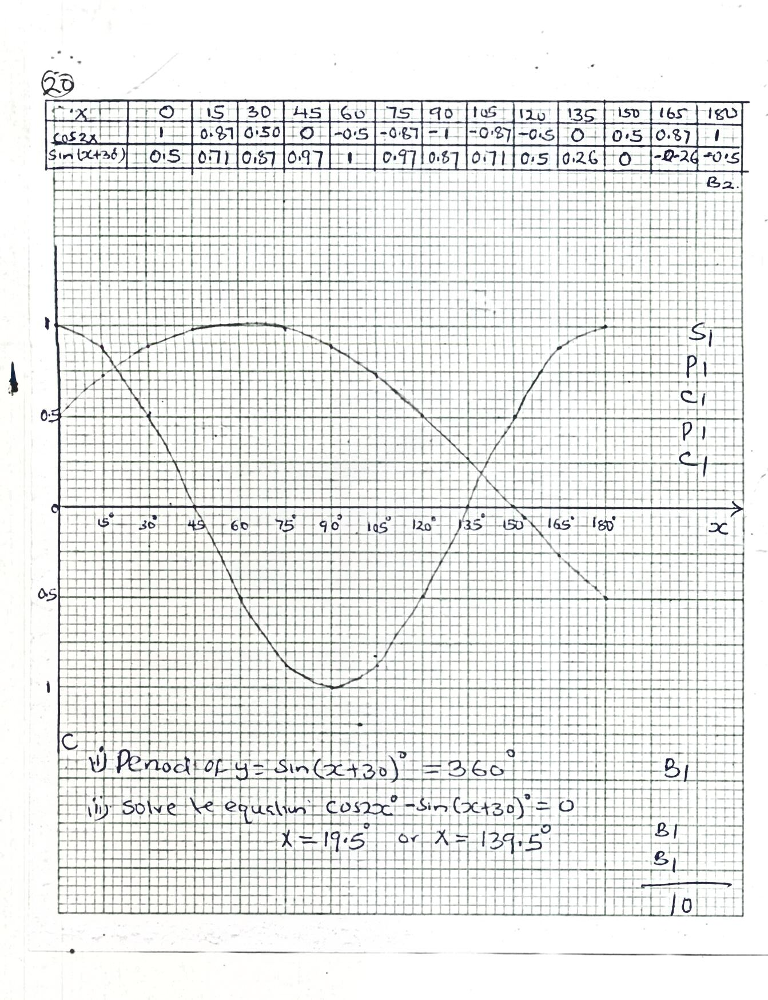 20
x 0 15 30 45 60 75 90 105 120 135 150 165 180
cos2x 1 0.87 0.50 0 -0.5 -0.87 -1 -0.87 -0.5 0 0.5 0.87 1
sin(x+30) 0.5 0.71 0.87 0.97 1 0.97 0.87 0.71 0.5 0.26 0 -0.26 -0.5
B2.
1
S1
P1
C1
0.5
P1
C1
0
15° 30° 45 60 75° 90° 105° 120° 135° 150° 165° 180° x
0.5
1
C
ii) Period of y = sin(x+30)° = 360° B1
iii) Solve te equation cos2x° - sin(x+30)° = 0
x = 19.5° or x = 139.5° B1
B1
10